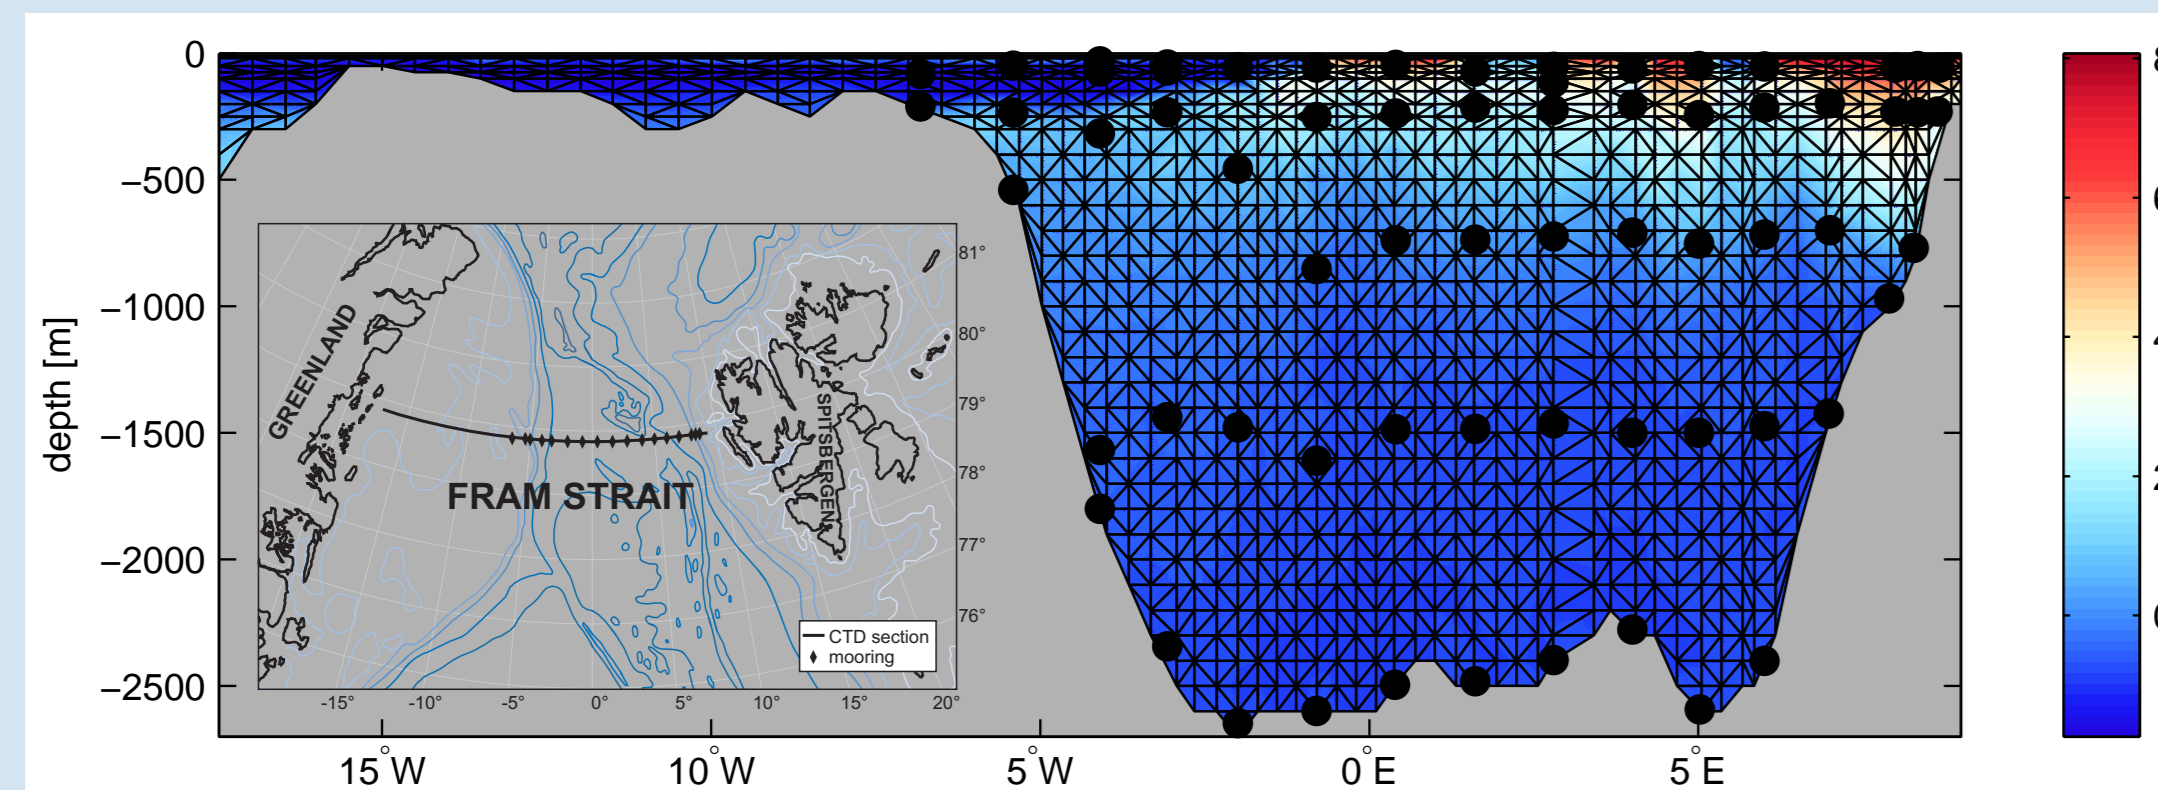 0
−500
−1000
−1500
−2000
−2500
depth [m]
15°W
10°W
5°W
0°E
5°E
GREENLAND
FRAM STRAIT
SPITSBERGEN
81°
80°
79°
78°
77°
76°
-15°
-10°
-5°
0°
5°
10°
15°
20°
CTD section
mooring